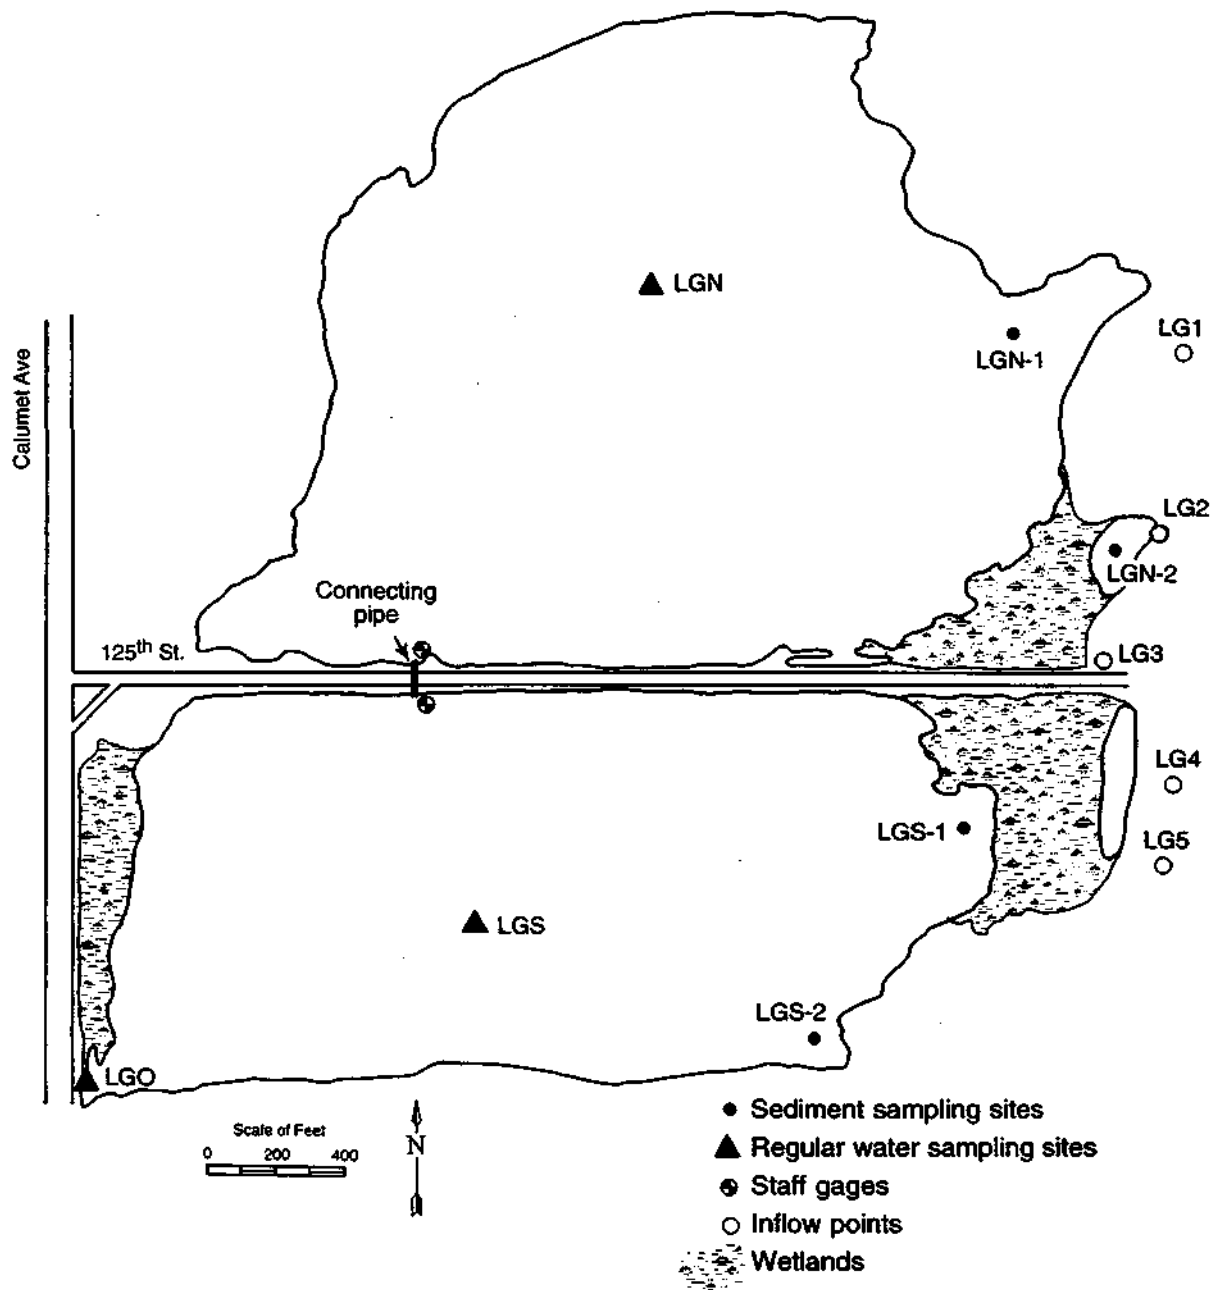 LGN
LG1
LGN-1
Calumet Ave
LG2
LGN-2
Connecting
pipe
125th St.
LG3
LG4
LGS-1
LG5
LGS
LGS-2
LGO
Scale of Feet
0 200 400
N
Sediment sampling sites
Regular water sampling sites
Staff gages
Inflow points
Wetlands